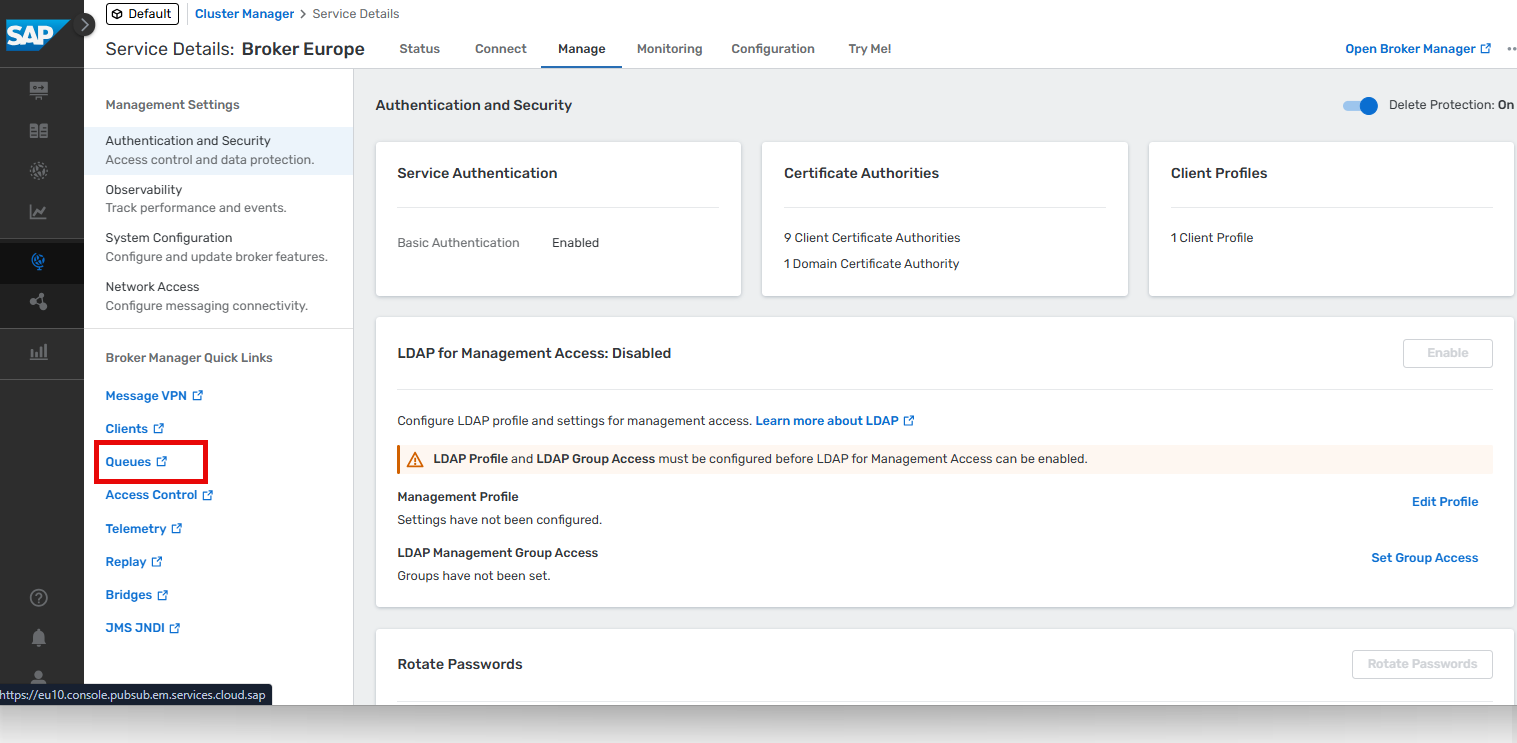 SAP
Default Cluster Manager > Service Details
Service Details: Broker Europe Status Connect Manage Monitoring Configuration Try Me! Open Broker Manager
Management Settings
Authentication and Security
Access control and data protection.
Observability
Track performance and events.
System Configuration
Configure and update broker features.
Network Access
Configure messaging connectivity.
Broker Manager Quick Links
Message VPN
Clients
Queues
Access Control
Telemetry
Replay
Bridges
JMS JNDI
https://eu10.console.pubsub.em.services.cloud.sap
Authentication and Security Delete Protection: On
Service Authentication
Basic Authentication Enabled
Certificate Authorities
9 Client Certificate Authorities
1 Domain Certificate Authority
Client Profiles
1 Client Profile
LDAP for Management Access: Disabled Enable
Configure LDAP profile and settings for management access. Learn more about LDAP
LDAP Profile and LDAP Group Access must be configured before LDAP for Management Access can be enabled.
Management Profile
Settings have not been configured. Edit Profile
LDAP Management Group Access
Groups have not been set. Set Group Access
Rotate Passwords Rotate Passwords